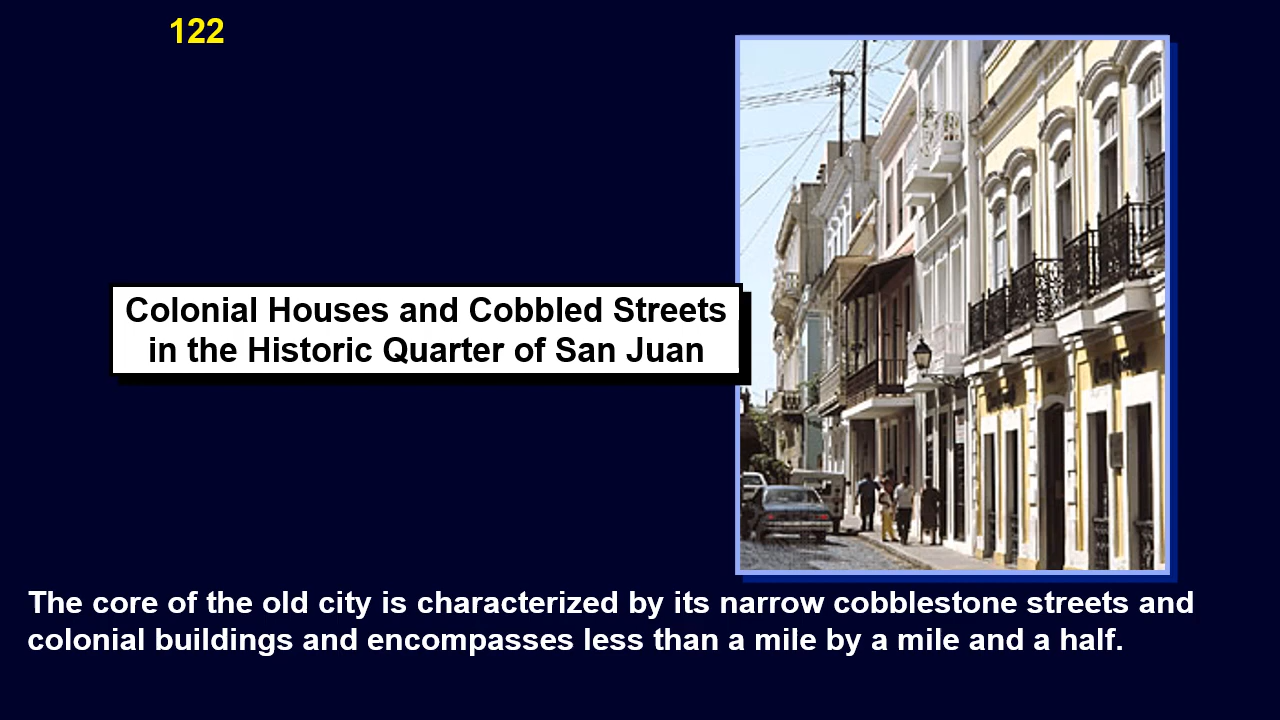 122
Colonial Houses and Cobbled Streets
in the Historic Quarter of San Juan
The core of the old city is characterized by its narrow cobblestone streets and
colonial buildings and encompasses less than a mile by a mile and a half.